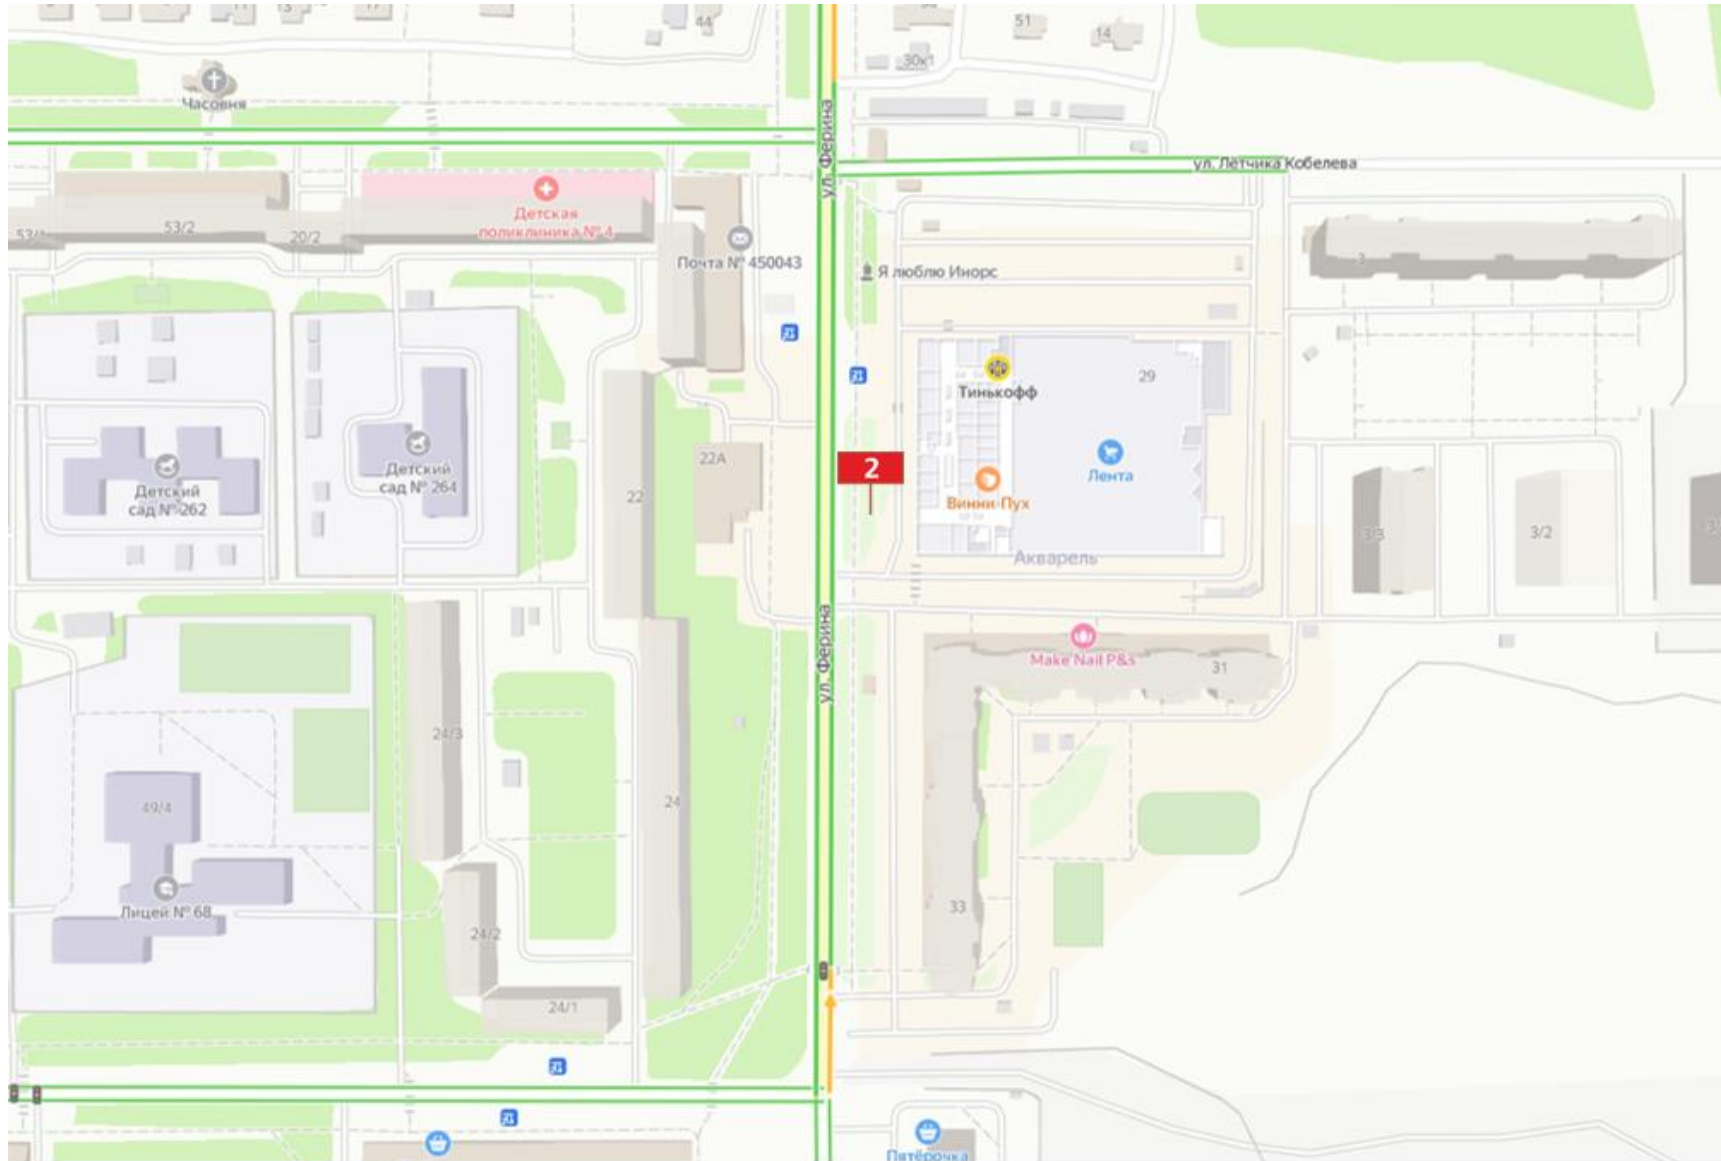 44
51
14
30к1
Часовня
ул. Ферина
ул. Лётчика Кобелева
Детская
поликлиника № 4
53/2
20/2
Почта № 450043
Я люблю Инорс
3
Тинькофф
29
22А
2
Лента
Детский
сад № 264
Детский
сад № 262
22
Винни-Пух
3/3
3/2
Акварель
ул. Ферина
Make Nail P&s
31
24/3
49/4
24
Лицей № 68
33
24/2
24/1
Пятёрочка